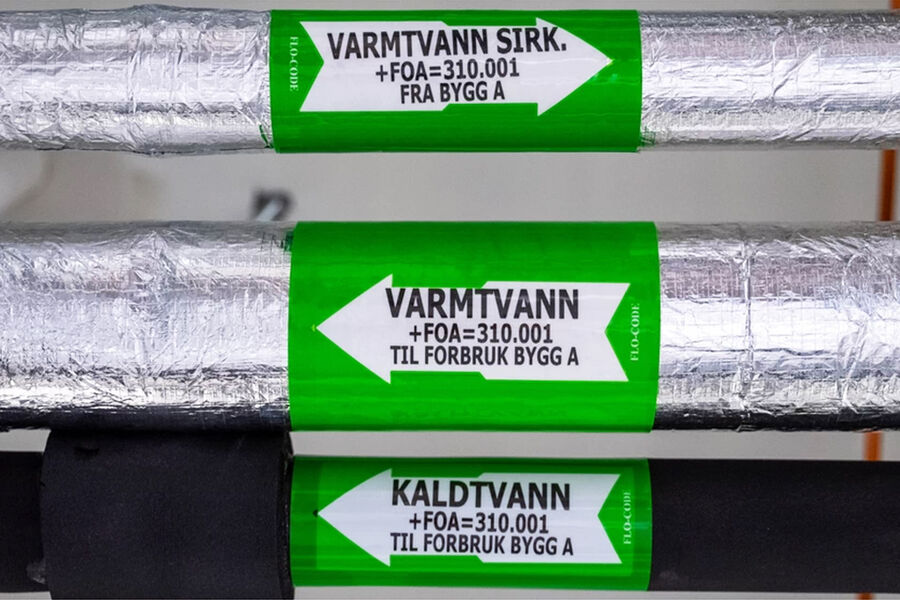 FLO-CODE
VARMTVANN SIRK.
+FOA=310.001
FRA BYGG A
VARMTVANN
+FOA=310.001
TIL FORBRUK BYGG A
FLO-CODE
KALDTVANN
+FOA=310.001
TIL FORBRUK BYGG A
FLO-CODE